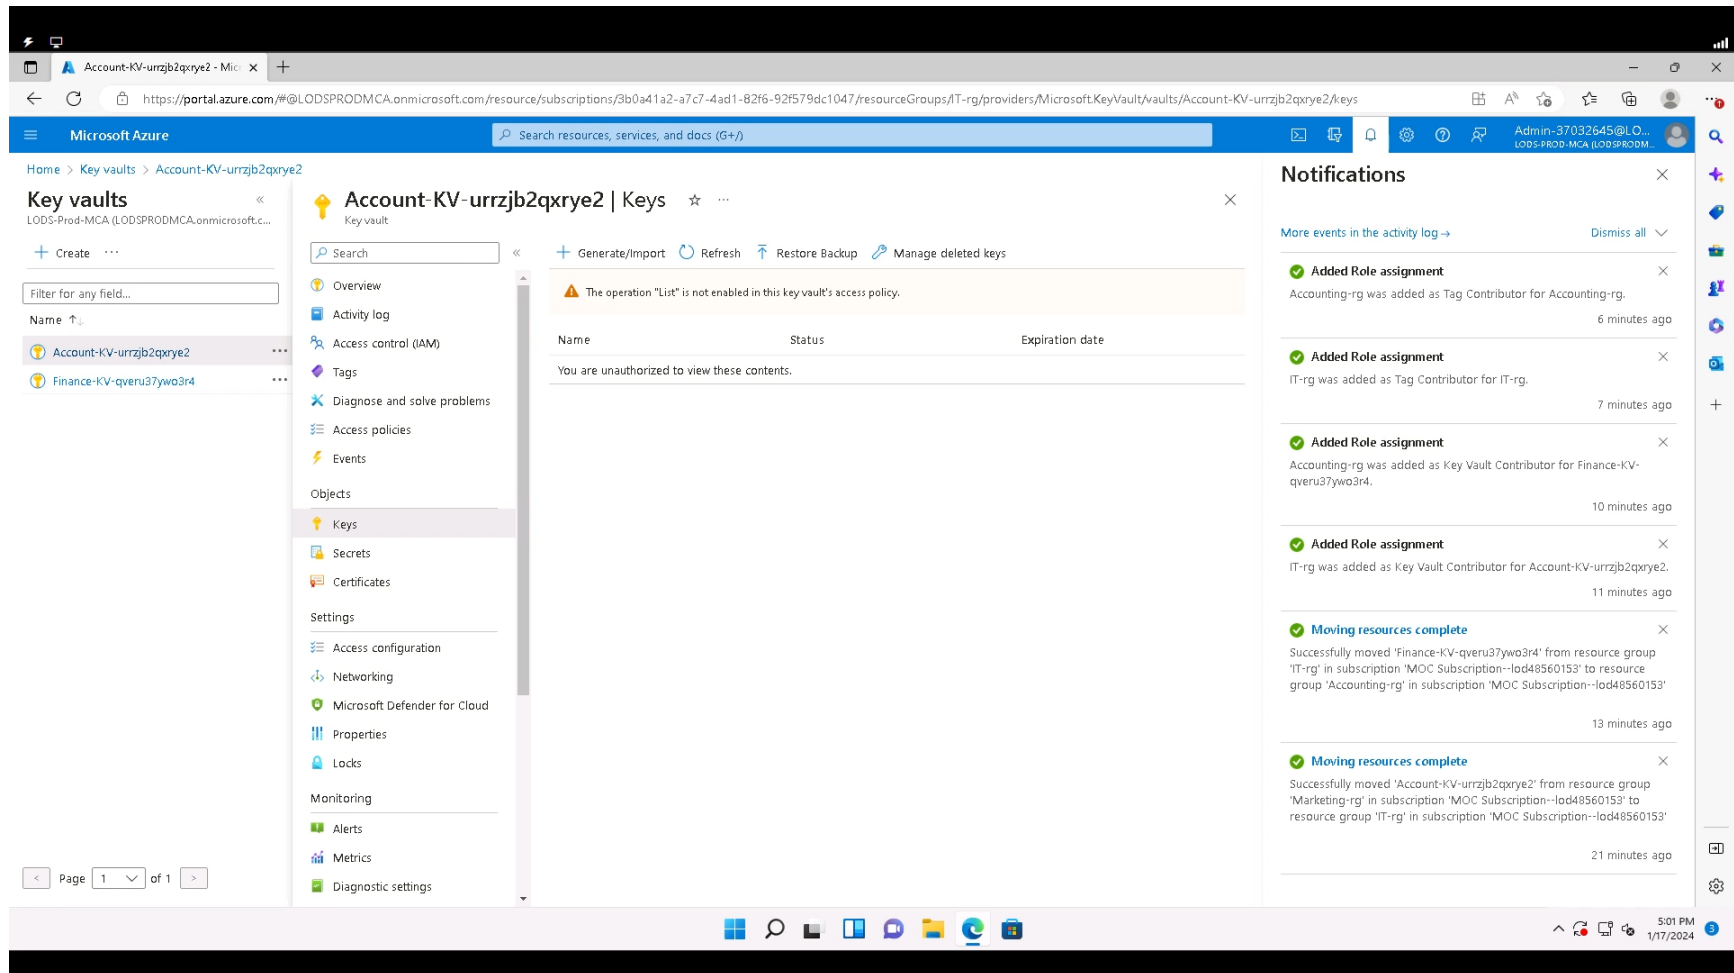 Account-KV-urrzjb2qxrye2 - Mic
https://portal.azure.com/#@LODSPRODMCA.onmicrosoft.com/resource/subscriptions/3b0a41a2-a7c7-4ad1-82f6-92f579dc1047/resourceGroups/IT-rg/providers/Microsoft.KeyVault/vaults/Account-KV-urrzjb2qxrye2/keys
Microsoft Azure
Search resources, services, and docs (G+/)
Admin-37032645@LO...
LODS-PROD-MCA (LODSPRODM...
Home > Key vaults > Account-KV-urrzjb2qxrye2
Key vaults
LODS-Prod-MCA (LODSPRODMCA.onmicrosoft.c...
Create
Filter for any field...
Name
Account-KV-urrzjb2qxrye2
Finance-KV-qveru37ywo3r4
Page 1 of 1
Account-KV-urrzjb2qxrye2 | Keys
Key vault
Search
Overview
Activity log
Access control (IAM)
Tags
Diagnose and solve problems
Access policies
Events
Objects
Keys
Secrets
Certificates
Settings
Access configuration
Networking
Microsoft Defender for Cloud
Properties
Locks
Monitoring
Alerts
Metrics
Diagnostic settings
Generate/Import Refresh Restore Backup Manage deleted keys
The operation "List" is not enabled in this key vault's access policy.
Name Status Expiration date
You are unauthorized to view these contents.
Notifications
More events in the activity log → Dismiss all
Added Role assignment
Accounting-rg was added as Tag Contributor for Accounting-rg.
6 minutes ago
Added Role assignment
IT-rg was added as Tag Contributor for IT-rg.
7 minutes ago
Added Role assignment
Accounting-rg was added as Key Vault Contributor for Finance-KV-
qveru37ywo3r4.
10 minutes ago
Added Role assignment
IT-rg was added as Key Vault Contributor for Account-KV-urrzjb2qxrye2.
11 minutes ago
Moving resources complete
Successfully moved 'Finance-KV-qveru37ywo3r4' from resource group
'IT-rg' in subscription 'MOC Subscription--lod48560153' to resource
group 'Accounting-rg' in subscription 'MOC Subscription--lod48560153'
13 minutes ago
Moving resources complete
Successfully moved 'Account-KV-urrzjb2qxrye2' from resource group
'Marketing-rg' in subscription 'MOC Subscription--lod48560153' to
resource group 'IT-rg' in subscription 'MOC Subscription--lod48560153'
21 minutes ago
5:01 PM
1/17/2024
3